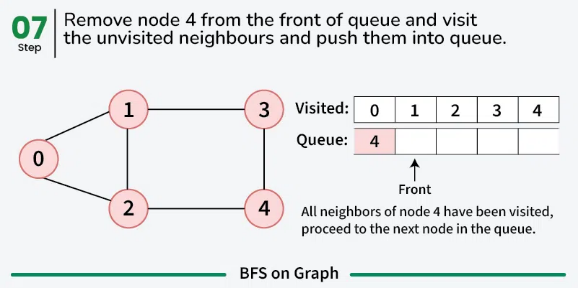 07
Step
Remove node 4 from the front of queue and visit
the unvisited neighbours and push them into queue.
1
3
0
2
4
Visited: 0 1 2 3 4
Queue: 4
Front
All neighbors of node 4 have been visited,
proceed to the next node in the queue.
BFS on Graph